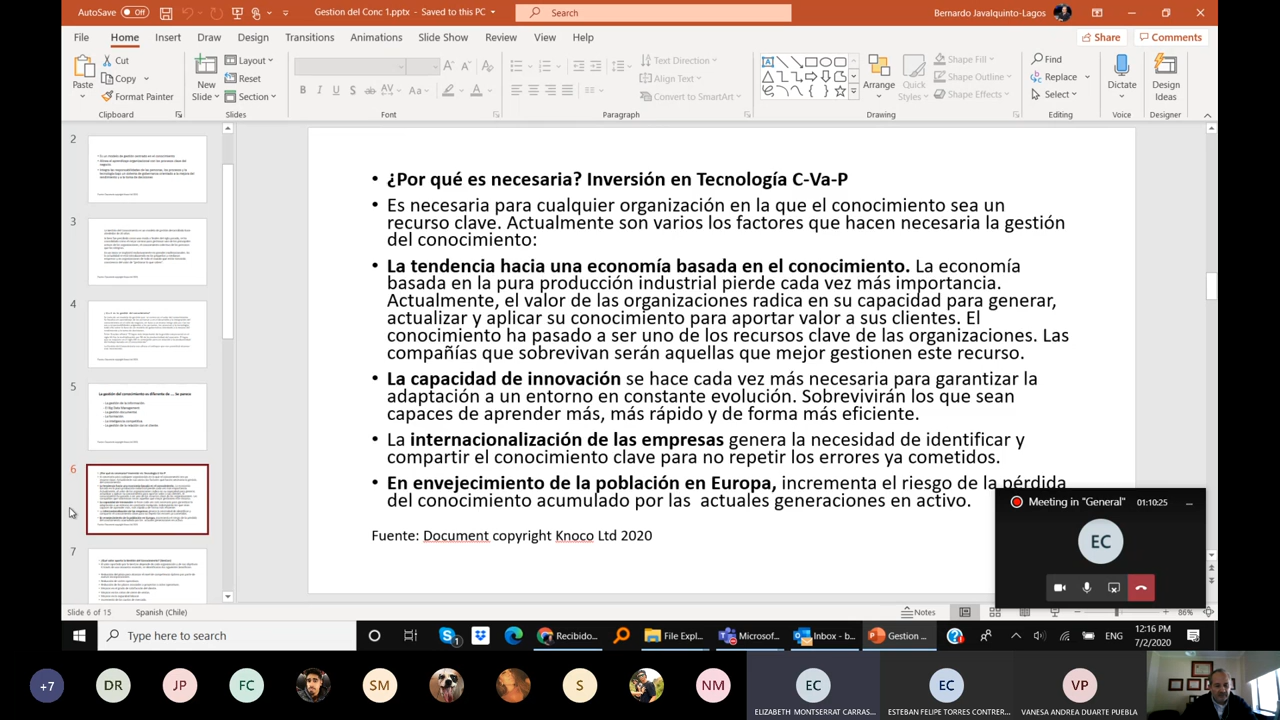 AutoSave Off
Gestion del Conc 1.pptx - Saved to this PC
Search
Bernardo Javalquinto-Lagos
File Home Insert Draw Design Transitions Animations Slide Show Review View Help
Share Comments
Paste
Cut
Copy
Format Painter
Clipboard
New Slide
Layout
Reset
Section
Slides
Font
Text Direction
Align Text
Convert to SmartArt
Paragraph
Arrange
Quick Styles
Shape Fill
Shape Outline
Shape Effects
Drawing
Find
Replace
Select
Editing
Dictate
Voice
Design Ideas
Designer
2
3
4
5
La gestión del conocimiento es diferente de
6
7
• ¿Por qué es necesaria? Inversión en Tecnología C-Va-P
• Es necesaria para cualquier organización en la que el conocimiento sea un
recurso clave. Actualmente son varios los factores que hacen necesaria la gestión
del conocimiento:
• La tendencia hacia una economía basada en el conocimiento. La economía
basada en la pura producción industrial pierde cada vez más importancia.
Actualmente, el valor de las organizaciones radica en su capacidad para generar,
actualizar y aplicar su conocimiento para aportar valor a sus clientes. El
conocimiento ha pasado a ser uno de los recursos clave de las organizaciones. Las
compañías que sobrevivan serán aquellas que mejor gestionen este recurso.
• La capacidad de innovación se hace cada vez más necesaria para garantizar la
adaptación a un entorno en constante evolución. Sobrevivirán los que sean
capaces de aprender más, más rápido y de forma más eficiente.
• La internacionalización de las empresas genera la necesidad de identificar y
compartir el conocimiento clave para no repetir los errores ya cometidos.
• En envejecimiento de la población en Europa, incrementa el riesgo de la pérdida
del conocimiento acumulado por las actuales generaciones en activo.
Fuente: Document copyright Knoco Ltd 2020
Meeting in "General" 01:10:25
EC
Slide 6 of 15 Spanish (Chile)
Notes
86%
Type here to search
Recibido...
File Expl...
Microsof...
Inbox - b...
Gestion ...
ENG
12:16 PM
7/2/2020
+7 DR JP FC SM S NM EC EC VP
ELIZABETH MONTSERRAT CARRAS...
ESTEBAN FELIPE TORRES CONTRER...
VANESA ANDREA DUARTE PUEBLA